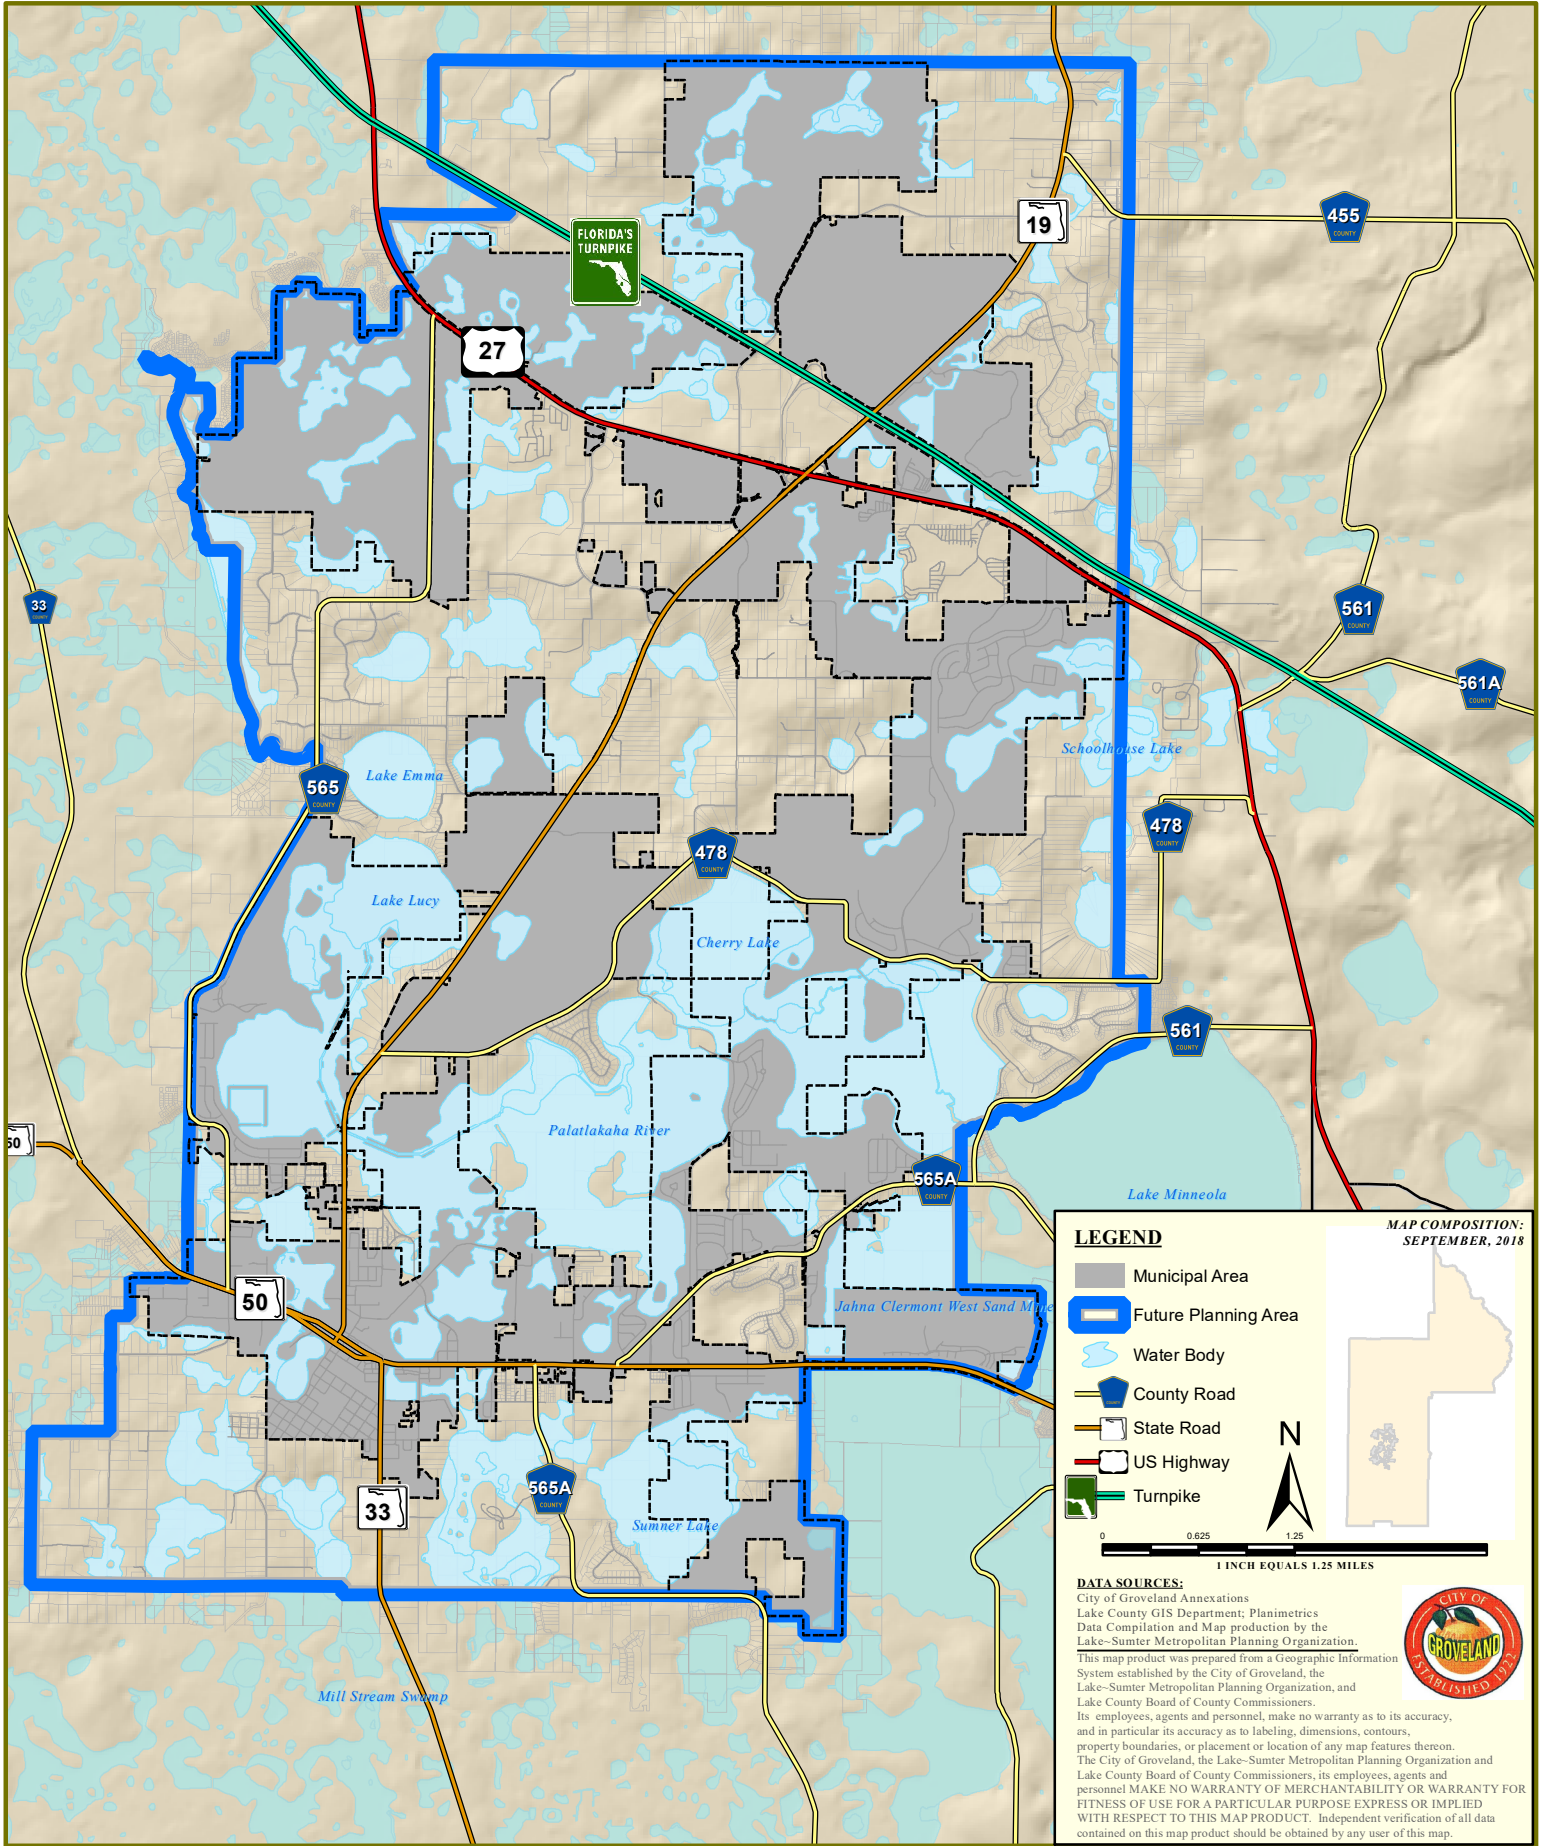 19
455
COUNTY
FLORIDA'S
TURNPIKE
27
33
COUNTY
561
COUNTY
561A
COUNTY
Schoolhouse Lake
Lake Emma
565
COUNTY
478
COUNTY
478
COUNTY
Lake Lucy
Cherry Lake
561
COUNTY
Palatlakaha River
50
565A
COUNTY
Lake Minneola
50
Jahna Clermont West Sand Mine
565A
COUNTY
33
Sumner Lake
Mill Stream Swamp
MAP COMPOSITION:
SEPTEMBER, 2018
LEGEND
Municipal Area
Future Planning Area
Water Body
County Road
COUNTY
State Road
US Highway
Turnpike
N
0 0.625 1.25
1 INCH EQUALS 1.25 MILES
DATA SOURCES:
City of Groveland Annexations
Lake County GIS Department; Planimetrics
Data Compilation and Map production by the
Lake~Sumter Metropolitan Planning Organization.
This map product was prepared from a Geographic Information
System established by the City of Groveland, the
Lake~Sumter Metropolitan Planning Organization, and
Lake County Board of County Commissioners.
Its employees, agents and personnel, make no warranty as to its accuracy,
and in particular its accuracy as to labeling, dimensions, contours,
property boundaries, or placement or location of any map features thereon.
The City of Groveland, the Lake~Sumter Metropolitan Planning Organization and
Lake County Board of County Commissioners, its employees, agents and
personnel MAKE NO WARRANTY OF MERCHANTABILITY OR WARRANTY FOR
FITNESS OF USE FOR A PARTICULAR PURPOSE EXPRESS OR IMPLIED
WITH RESPECT TO THIS MAP PRODUCT. Independent verification of all data
contained on this map product should be obtained by any user of this map.
CITY OF
GROVELAND
ESTABLISHED 1922